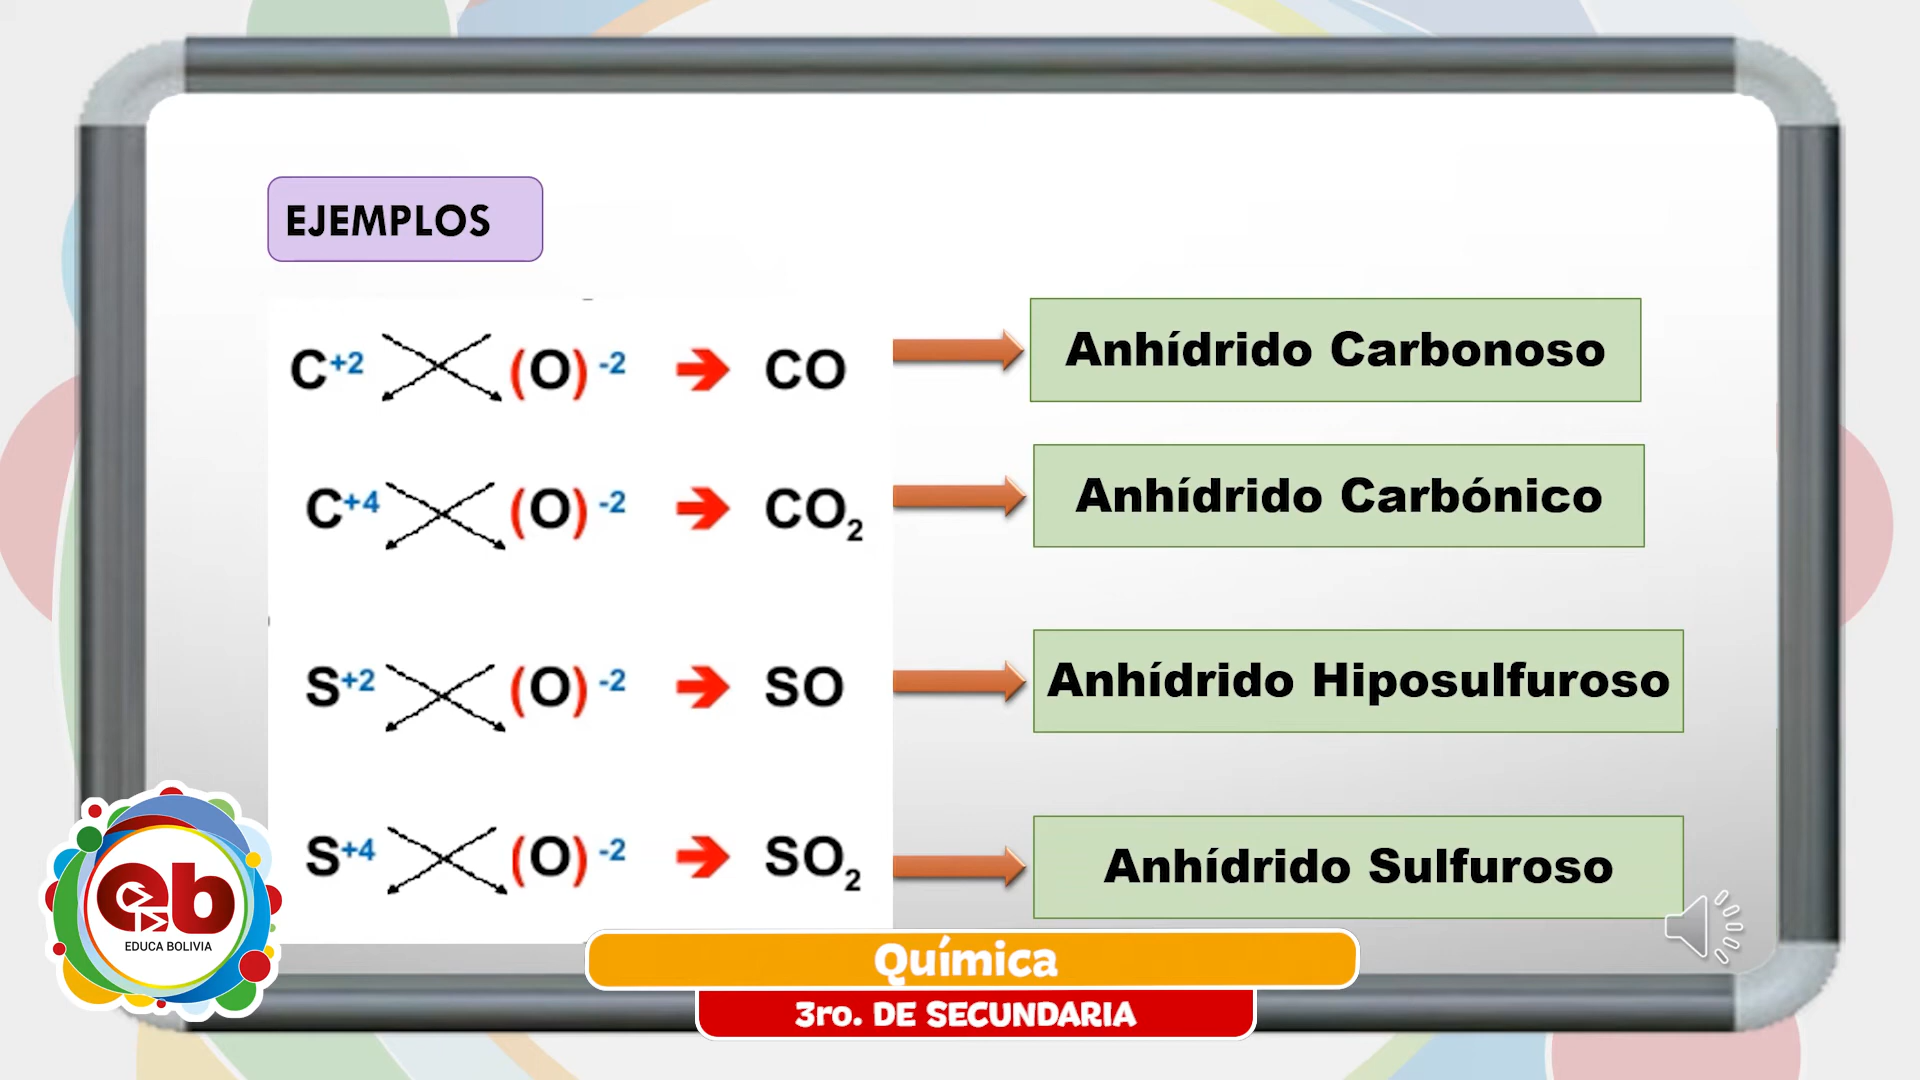 EJEMPLOS
C+2 (O) -2 ➔ CO Anhídrido Carbonoso
C+4 (O) -2 ➔ CO2 Anhídrido Carbónico
S+2 (O) -2 ➔ SO Anhídrido Hiposulfuroso
S+4 (O) -2 ➔ SO2 Anhídrido Sulfuroso
eb
EDUCA BOLIVIA
Química
3ro. DE SECUNDARIA